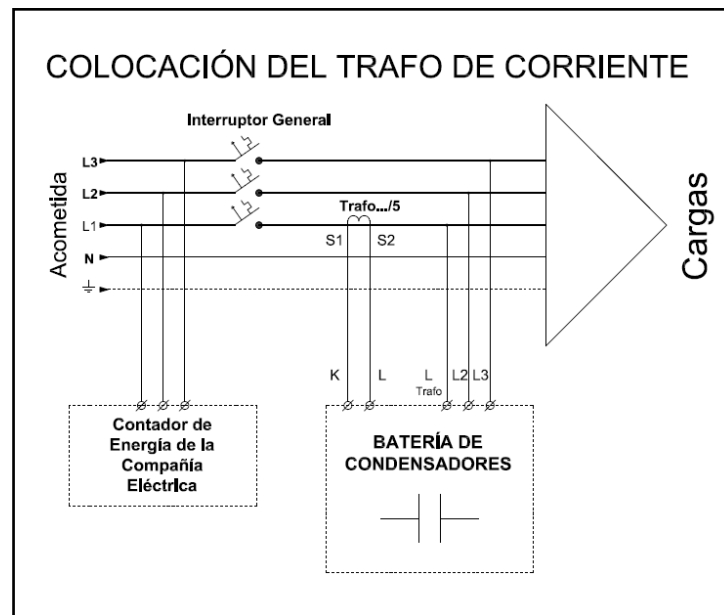 COLOCACIÓN DEL TRAFO DE CORRIENTE
Interruptor General
Acometida
L3
L2
L1
N
Trafo.../5
S1 S2
Cargas
K L L L2 L3
Trafo
Contador de
Energía de la
Compañia
Eléctrica
BATERÍA DE
CONDENSADORES